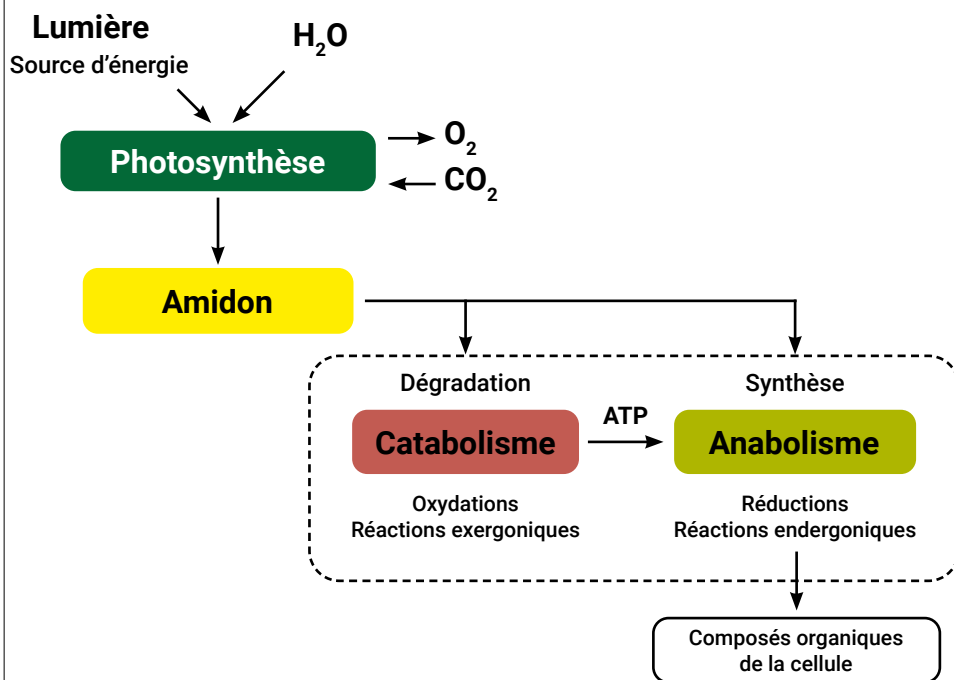 Lumière
Source d'énergie
H₂O
Photosynthèse
O₂
CO₂
Amidon
Dégradation
Synthèse
Catabolisme
ATP
Anabolisme
Oxydations
Réactions exergoniques
Réductions
Réactions endergoniques
Composés organiques
de la cellule